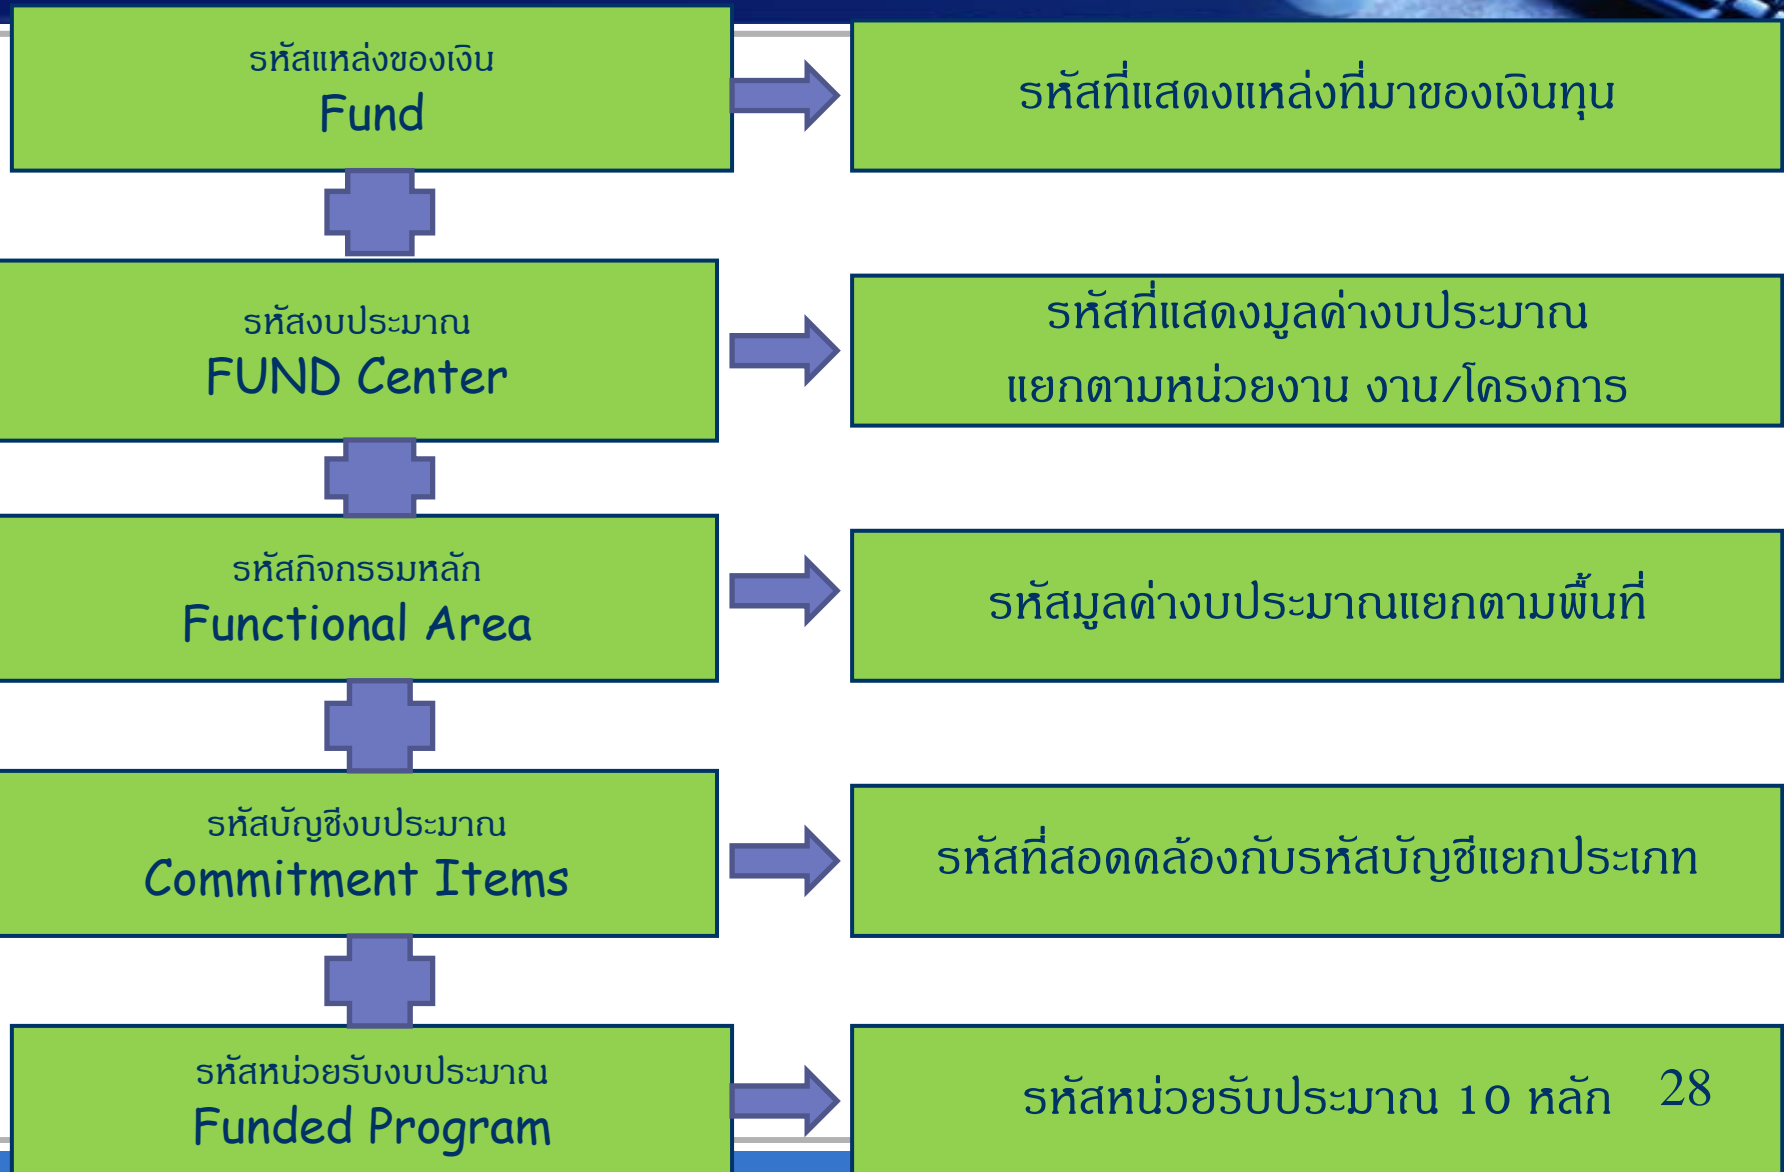 รหัสแหล่งของเงิน
Fund
รหัสที่แสดงแหล่งที่มาของเงินทุน
รหัสงบประมาณ
FUND Center
รหัสที่แสดงมูลค่างบประมาณ
แยกตามหน่วยงาน งาน/โครงการ
รหัสกิจกรรมหลัก
Functional Area
รหัสมูลค่างบประมาณแยกตามพื้นที่
รหัสบัญชีงบประมาณ
Commitment Items
รหัสที่สอดคล้องกับรหัสบัญชีแยกประเภท
รหัสหน่วยรับงบประมาณ
Funded Program
รหัสหน่วยรับประมาณ 10 หลัก
28